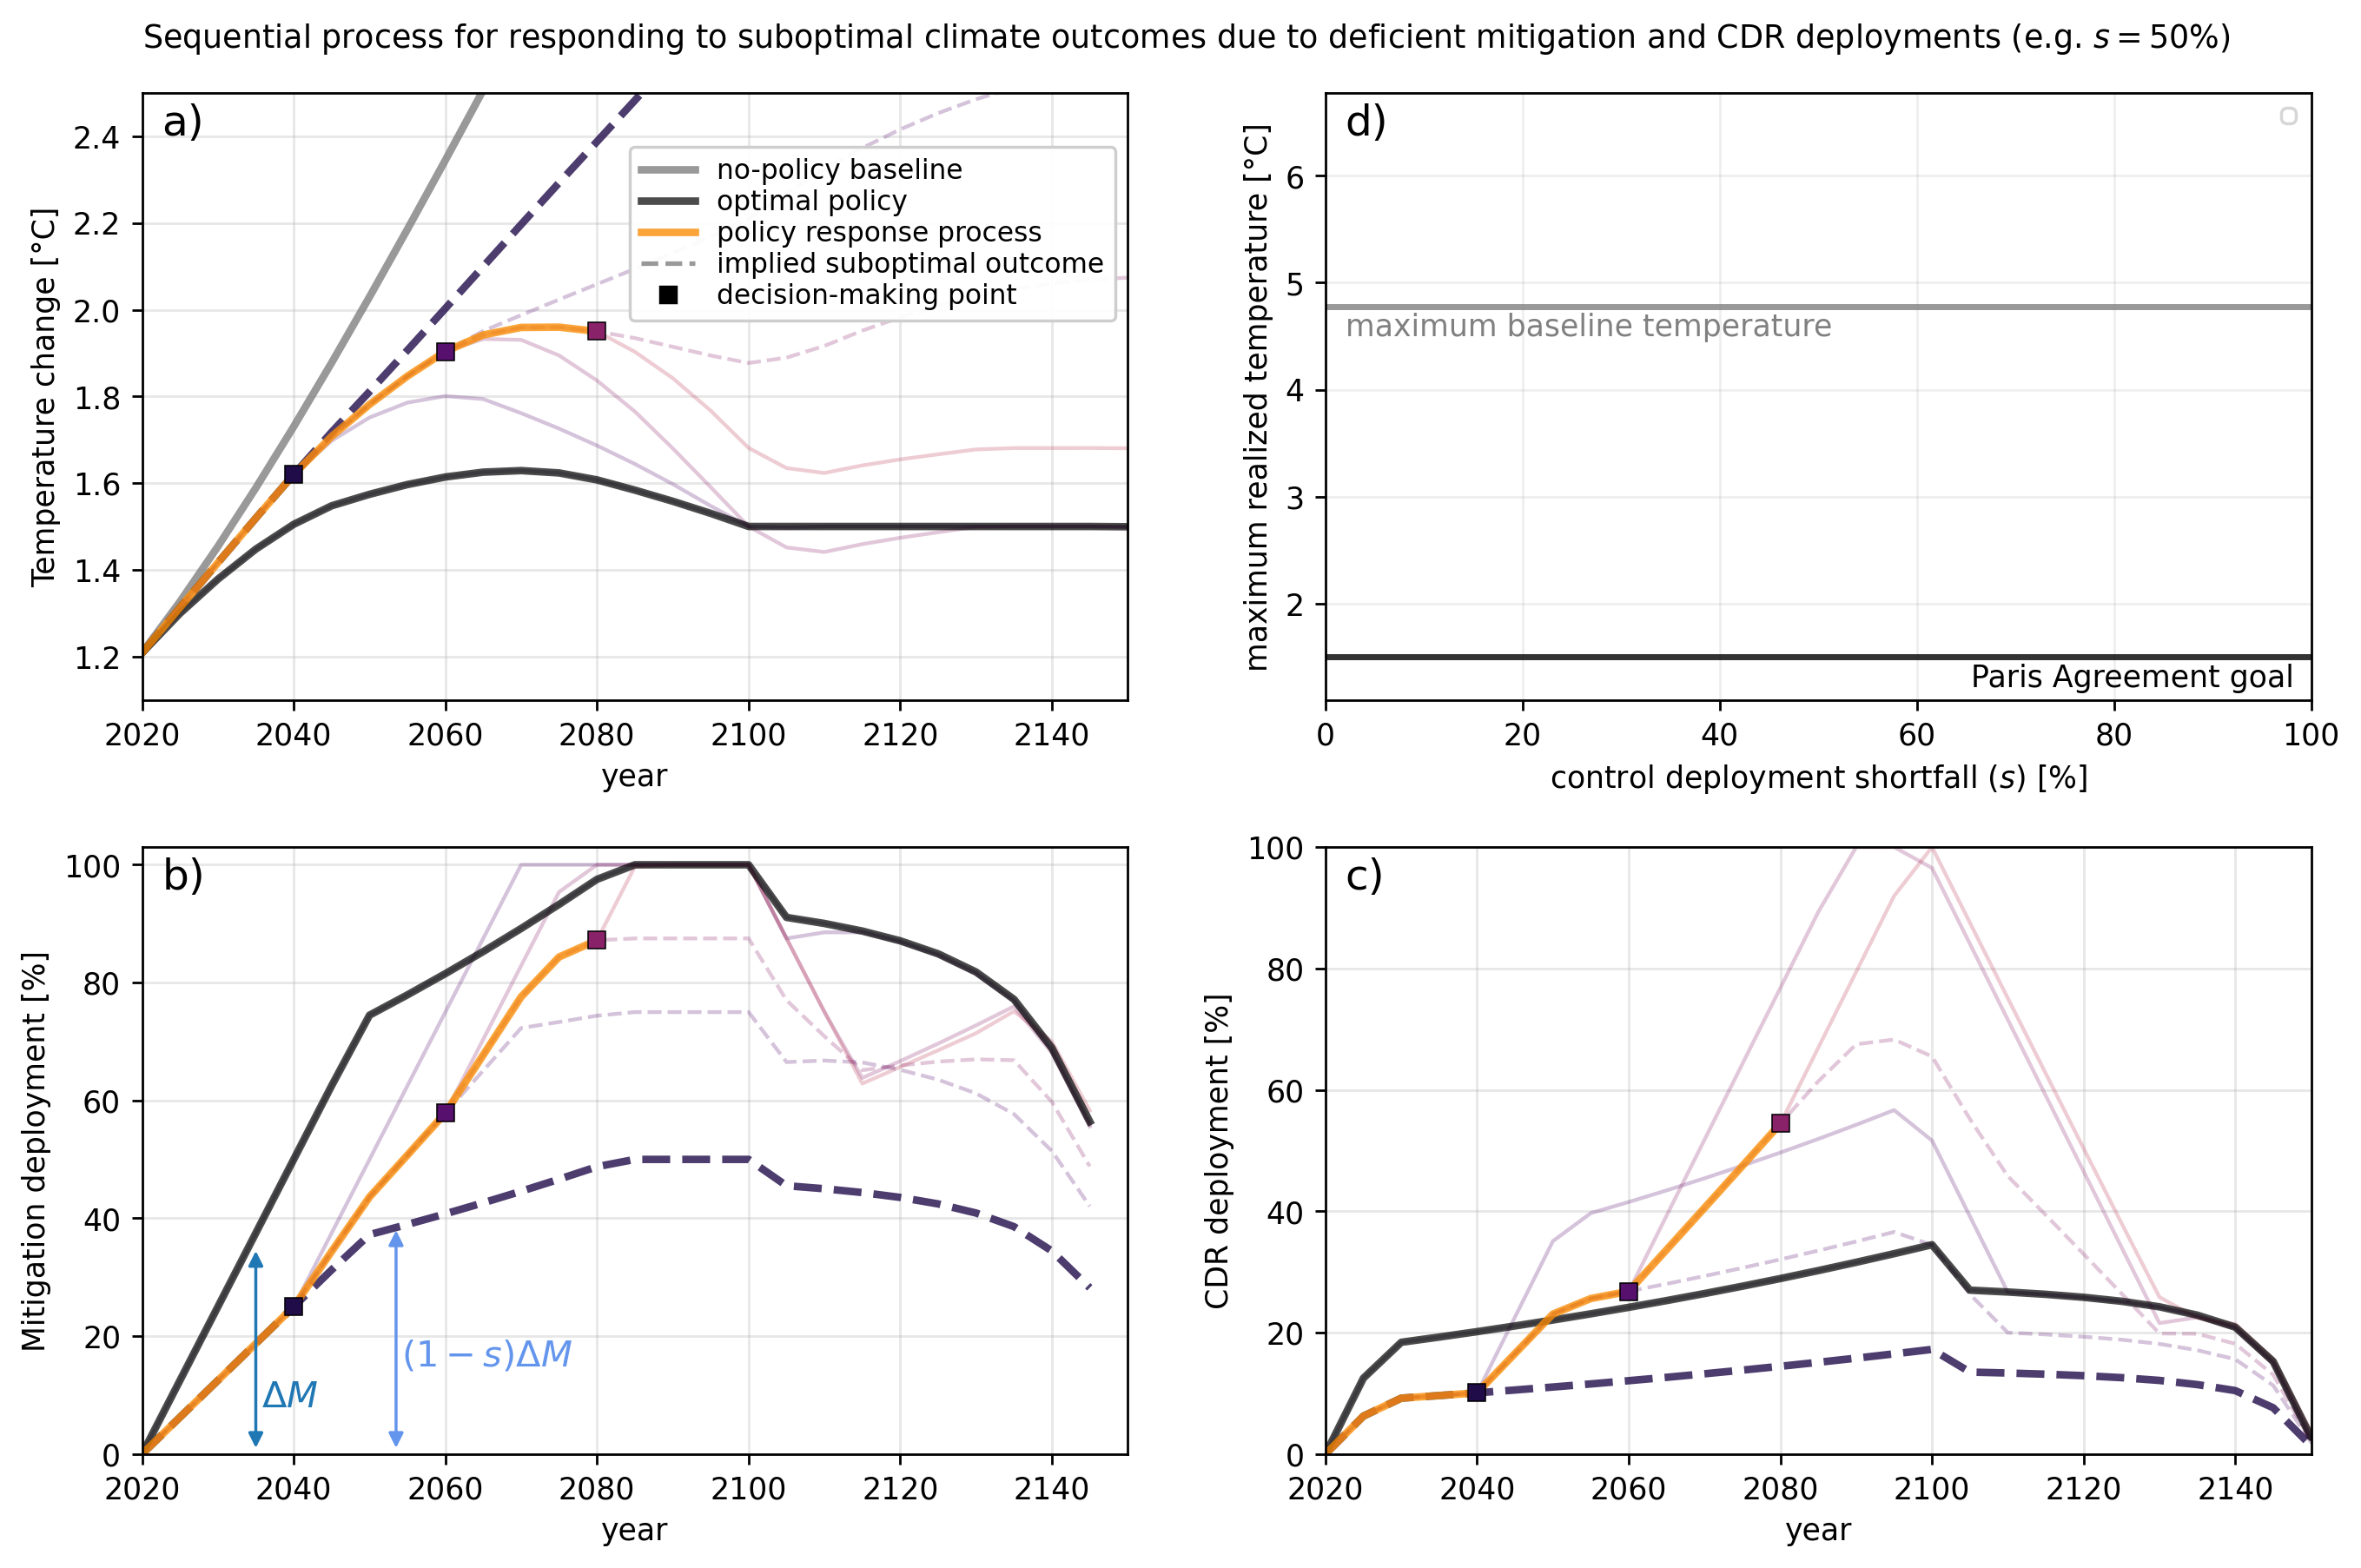 Sequential process for responding to suboptimal climate outcomes due to deficient mitigation and CDR deployments (e.g. s = 50%)
a)
Temperature change [°C]
2.4
2.2
2.0
1.8
1.6
1.4
1.2
no-policy baseline
optimal policy
policy response process
implied suboptimal outcome
decision-making point
2020 2040 2060 2080 2100 2120 2140
year
d)
maximum realized temperature [°C]
6
5
4
3
2
maximum baseline temperature
Paris Agreement goal
0 20 40 60 80 100
control deployment shortfall (s) [%]
b)
Mitigation deployment [%]
100
80
60
40
20
0
(1 − s)ΔM
ΔM
2020 2040 2060 2080 2100 2120 2140
year
c)
CDR deployment [%]
100
80
60
40
20
0
2020 2040 2060 2080 2100 2120 2140
year